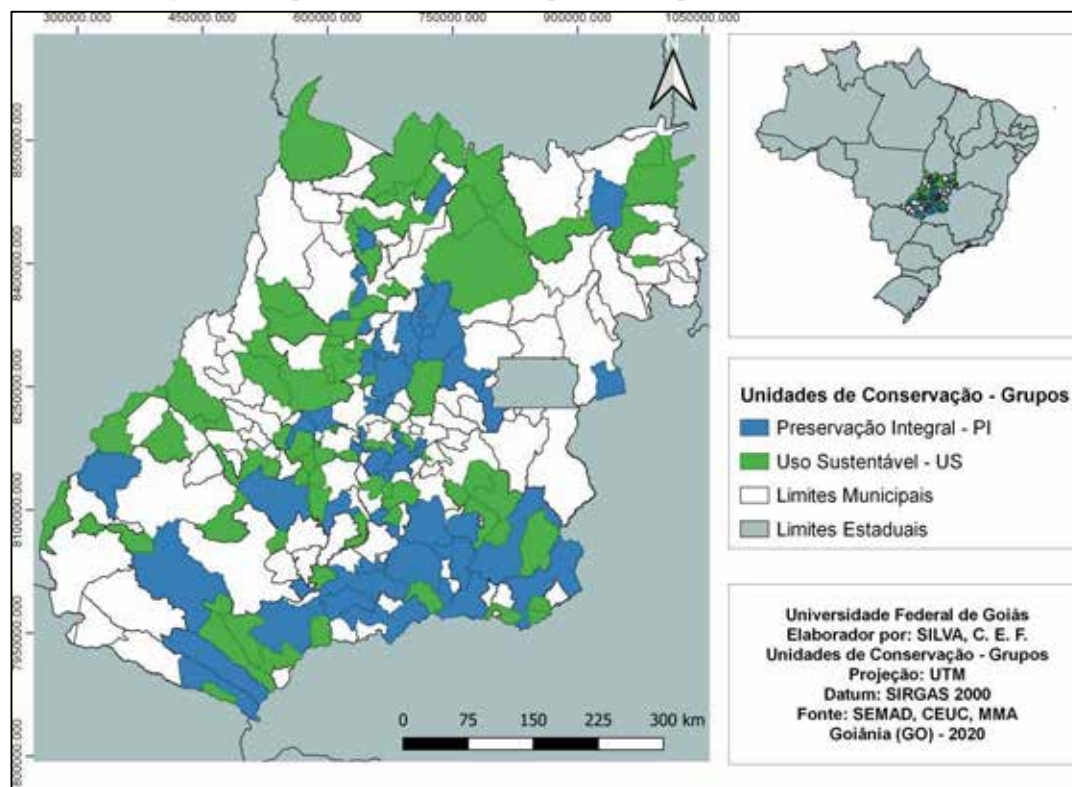 300000.000 450000.000 600000.000 750000.000 900000.000 1050000.000
8550000.000
8400000.000
8250000.000
8100000.000
7950000.000
7800000.000
N
0 75 150 225 300 km
Unidades de Conservação - Grupos
Preservação Integral - PI
Uso Sustentável - US
Limites Municipais
Limites Estaduais
Universidade Federal de Goiás
Elaborador por: SILVA, C. E. F.
Unidades de Conservação - Grupos
Projeção: UTM
Datum: SIRGAS 2000
Fonte: SEMAD, CEUC, MMA
Goiânia (GO) - 2020